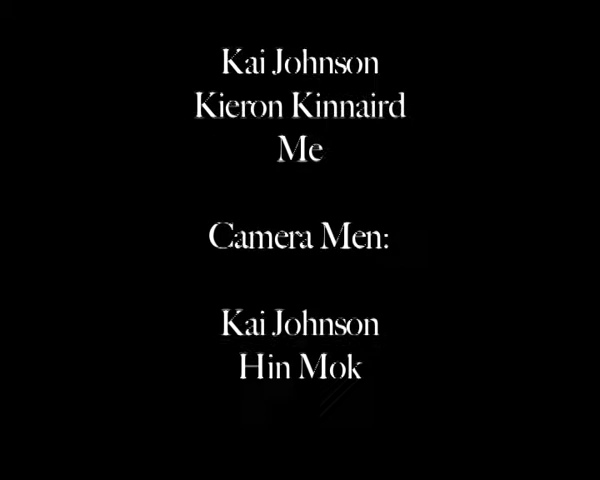 Kai Johnson
Kieron Kinnaird
Me
Camera Men:
Kai Johnson
Hin Mok